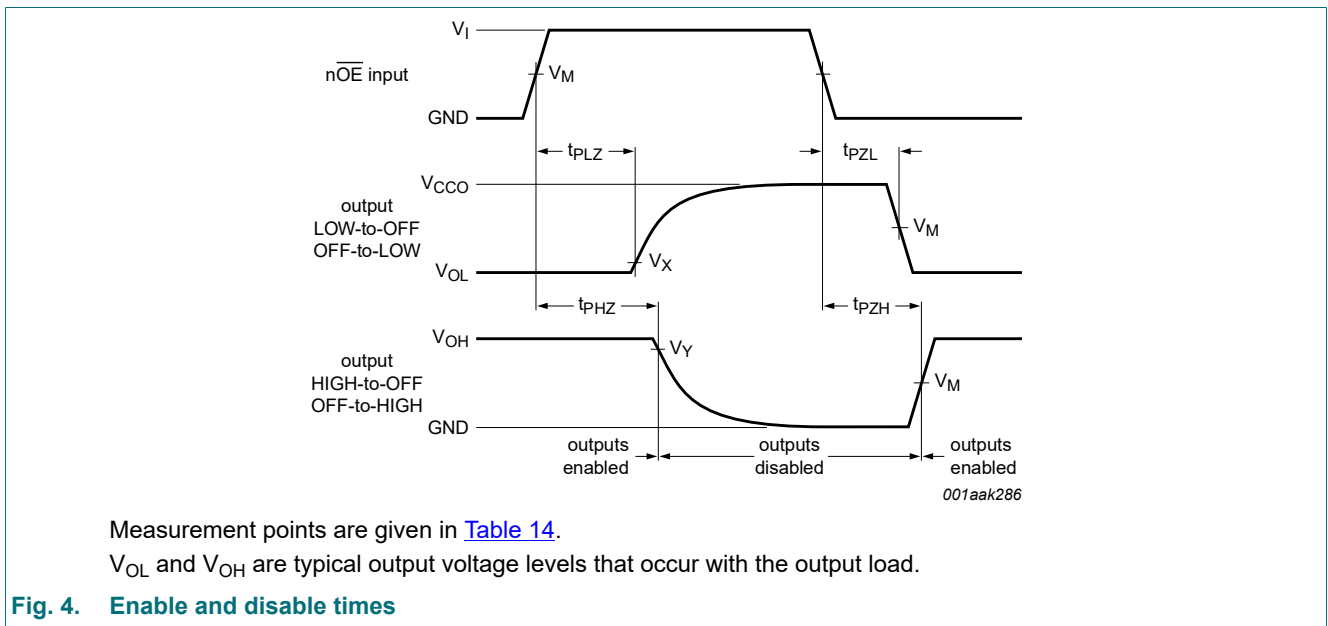 V_I
nO̅E̅ input
V_M
GND
t_PLZ
t_PZL
V_CCO
output
LOW-to-OFF
OFF-to-LOW
V_M
V_X
V_OL
t_PHZ
t_PZH
V_OH
output
HIGH-to-OFF
OFF-to-HIGH
V_Y
V_M
GND
outputs
enabled
outputs
disabled
outputs
enabled
001aak286
Measurement points are given in Table 14.
V_OL and V_OH are typical output voltage levels that occur with the output load.
Fig. 4. Enable and disable times